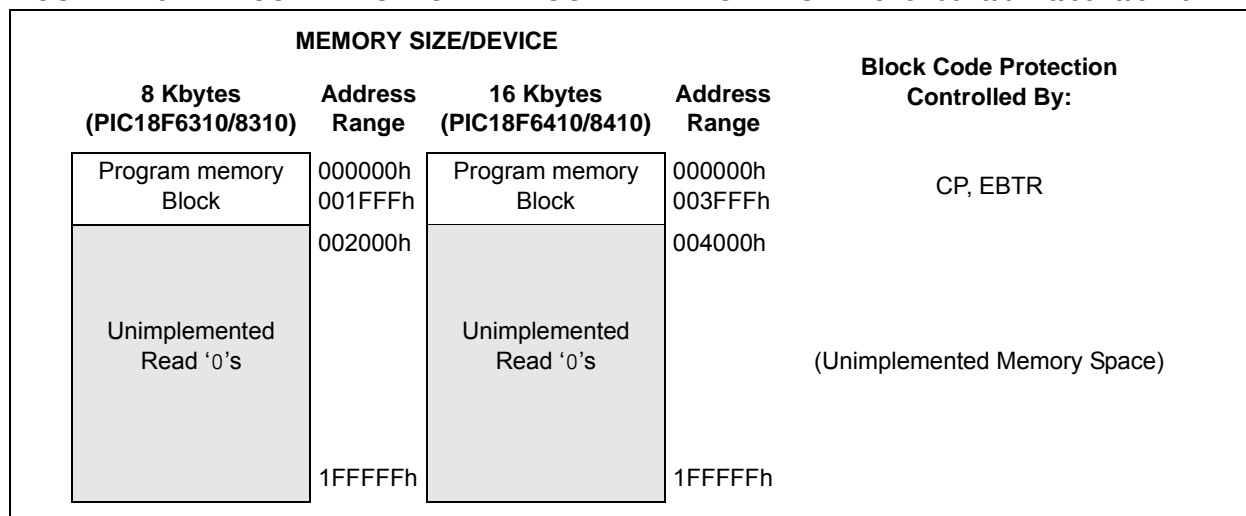 MEMORY SIZE/DEVICE
Block Code Protection
Controlled By:
8 Kbytes
(PIC18F6310/8310)
Address
Range
16 Kbytes
(PIC18F6410/8410)
Address
Range
Program memory
Block
000000h
001FFFh
Program memory
Block
000000h
003FFFh
CP, EBTR
002000h
004000h
Unimplemented
Read ‘0’s
Unimplemented
Read ‘0’s
(Unimplemented Memory Space)
1FFFFFh
1FFFFFh